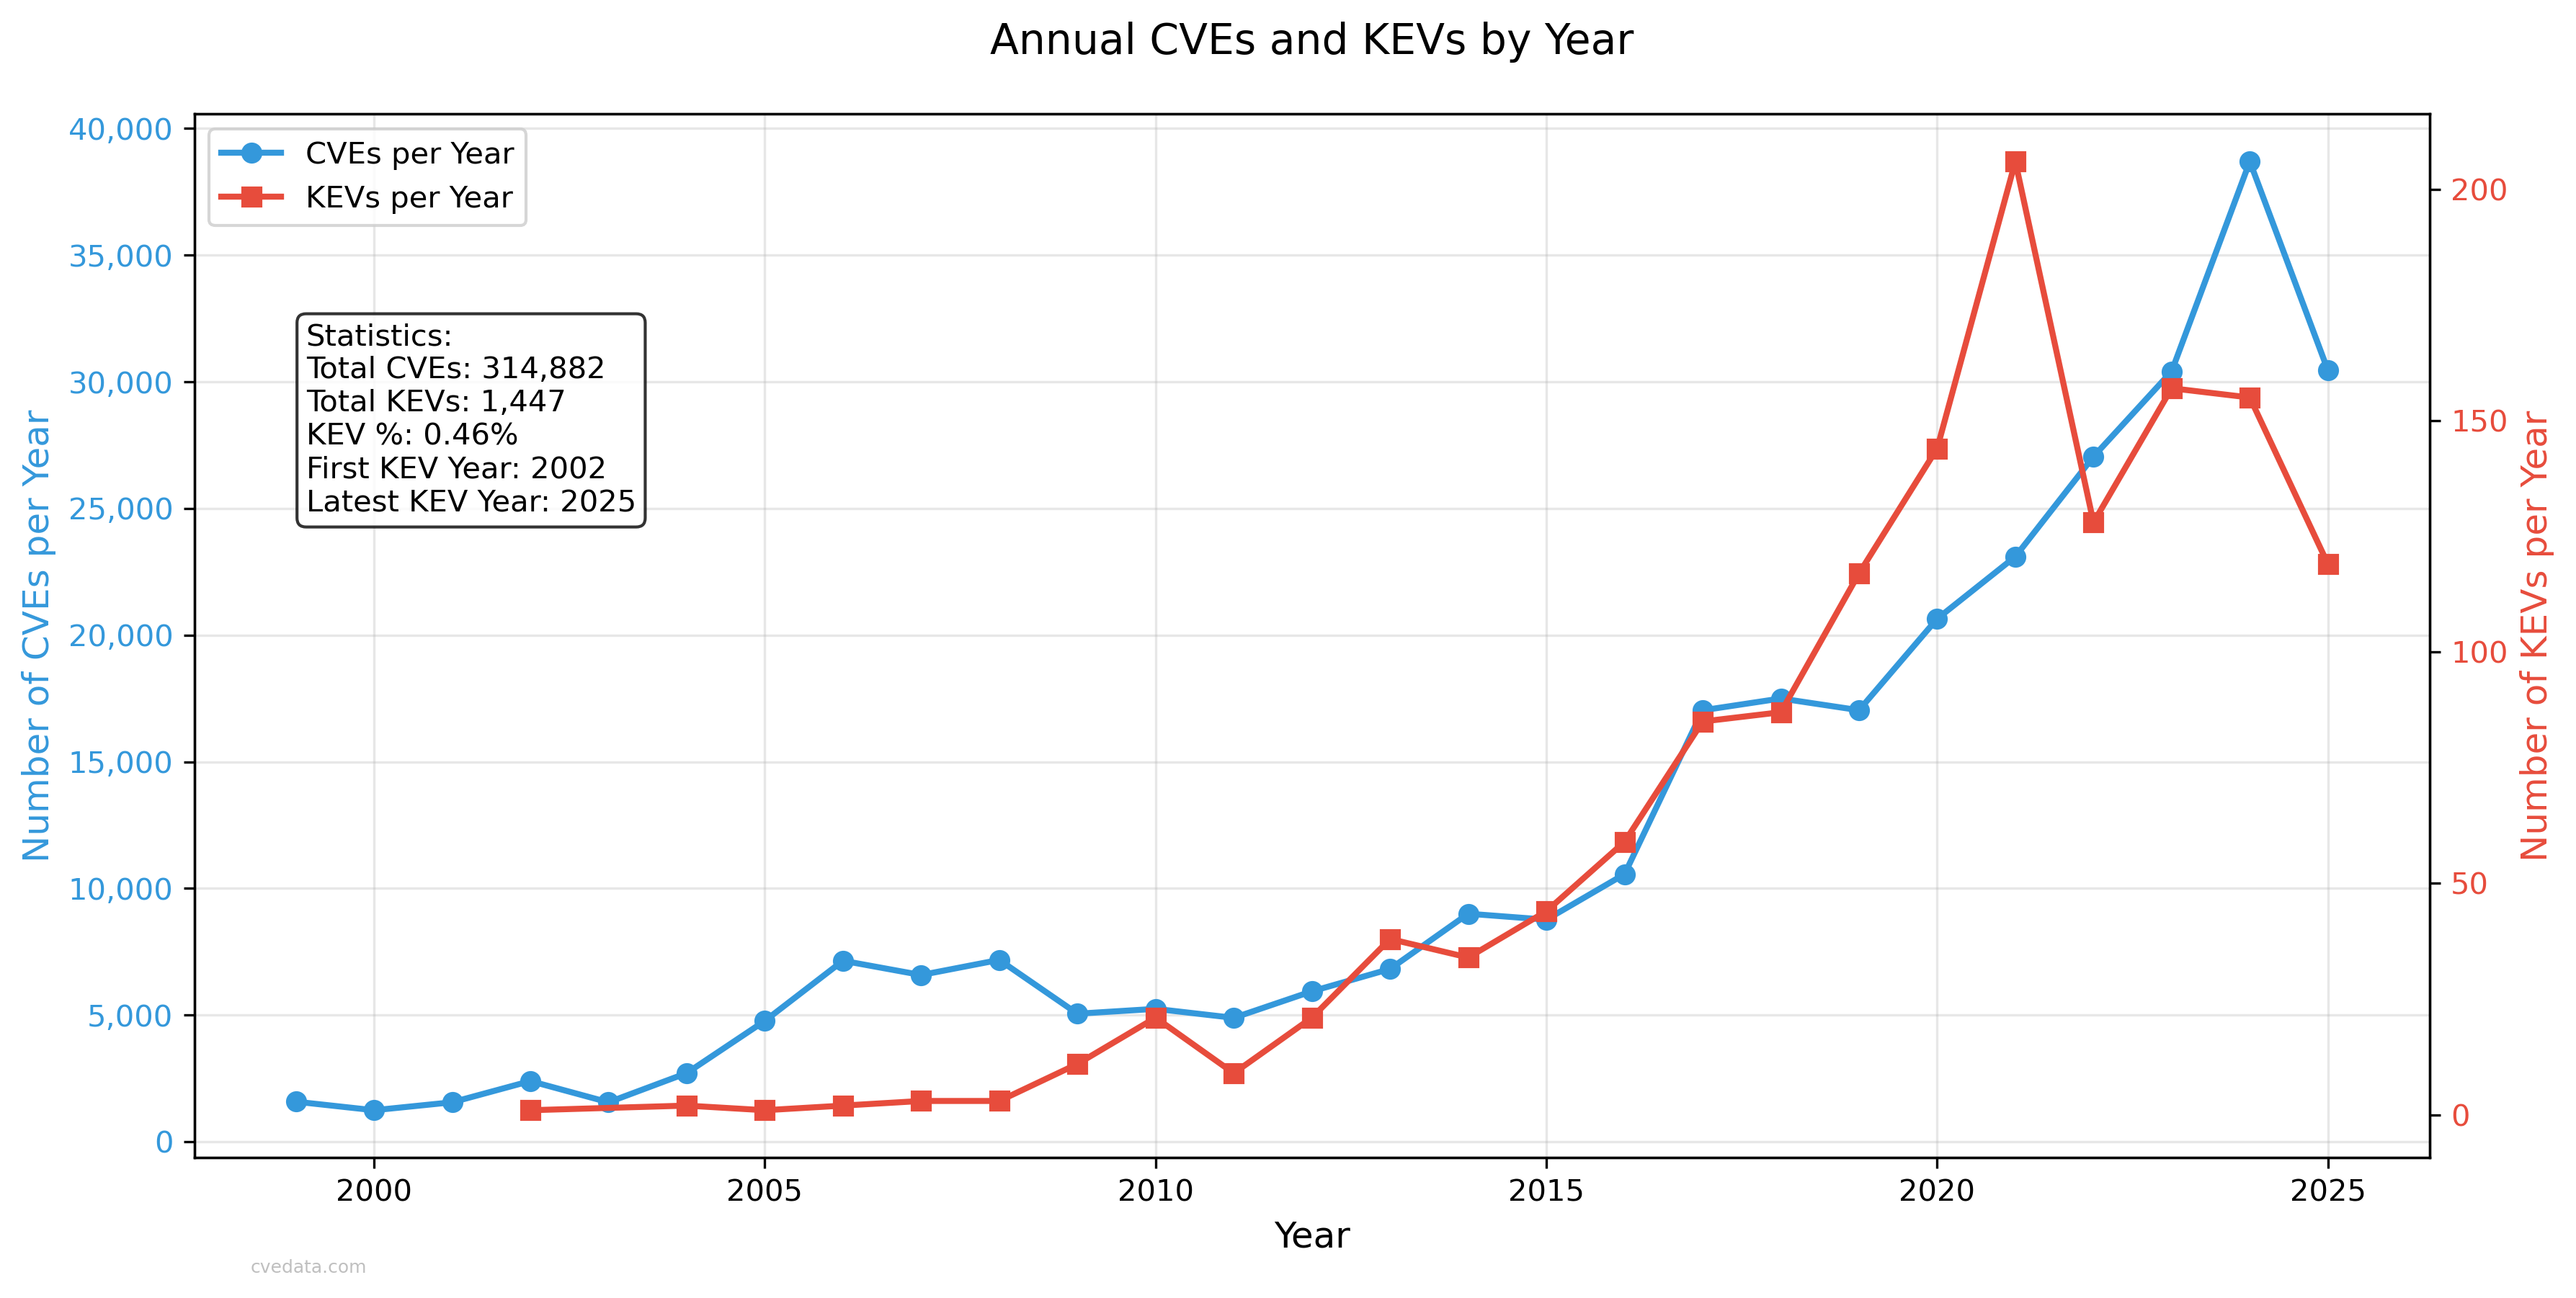 Annual CVEs and KEVs by Year
CVEs per Year
KEVs per Year
Statistics:
Total CVEs: 314,882
Total KEVs: 1,447
KEV %: 0.46%
First KEV Year: 2002
Latest KEV Year: 2025
Number of CVEs per Year
40,000
35,000
30,000
25,000
20,000
15,000
10,000
5,000
0
200
150
100
50
0
Number of KEVs per Year
2000
2005
2010
2015
2020
2025
Year
cvedata.com